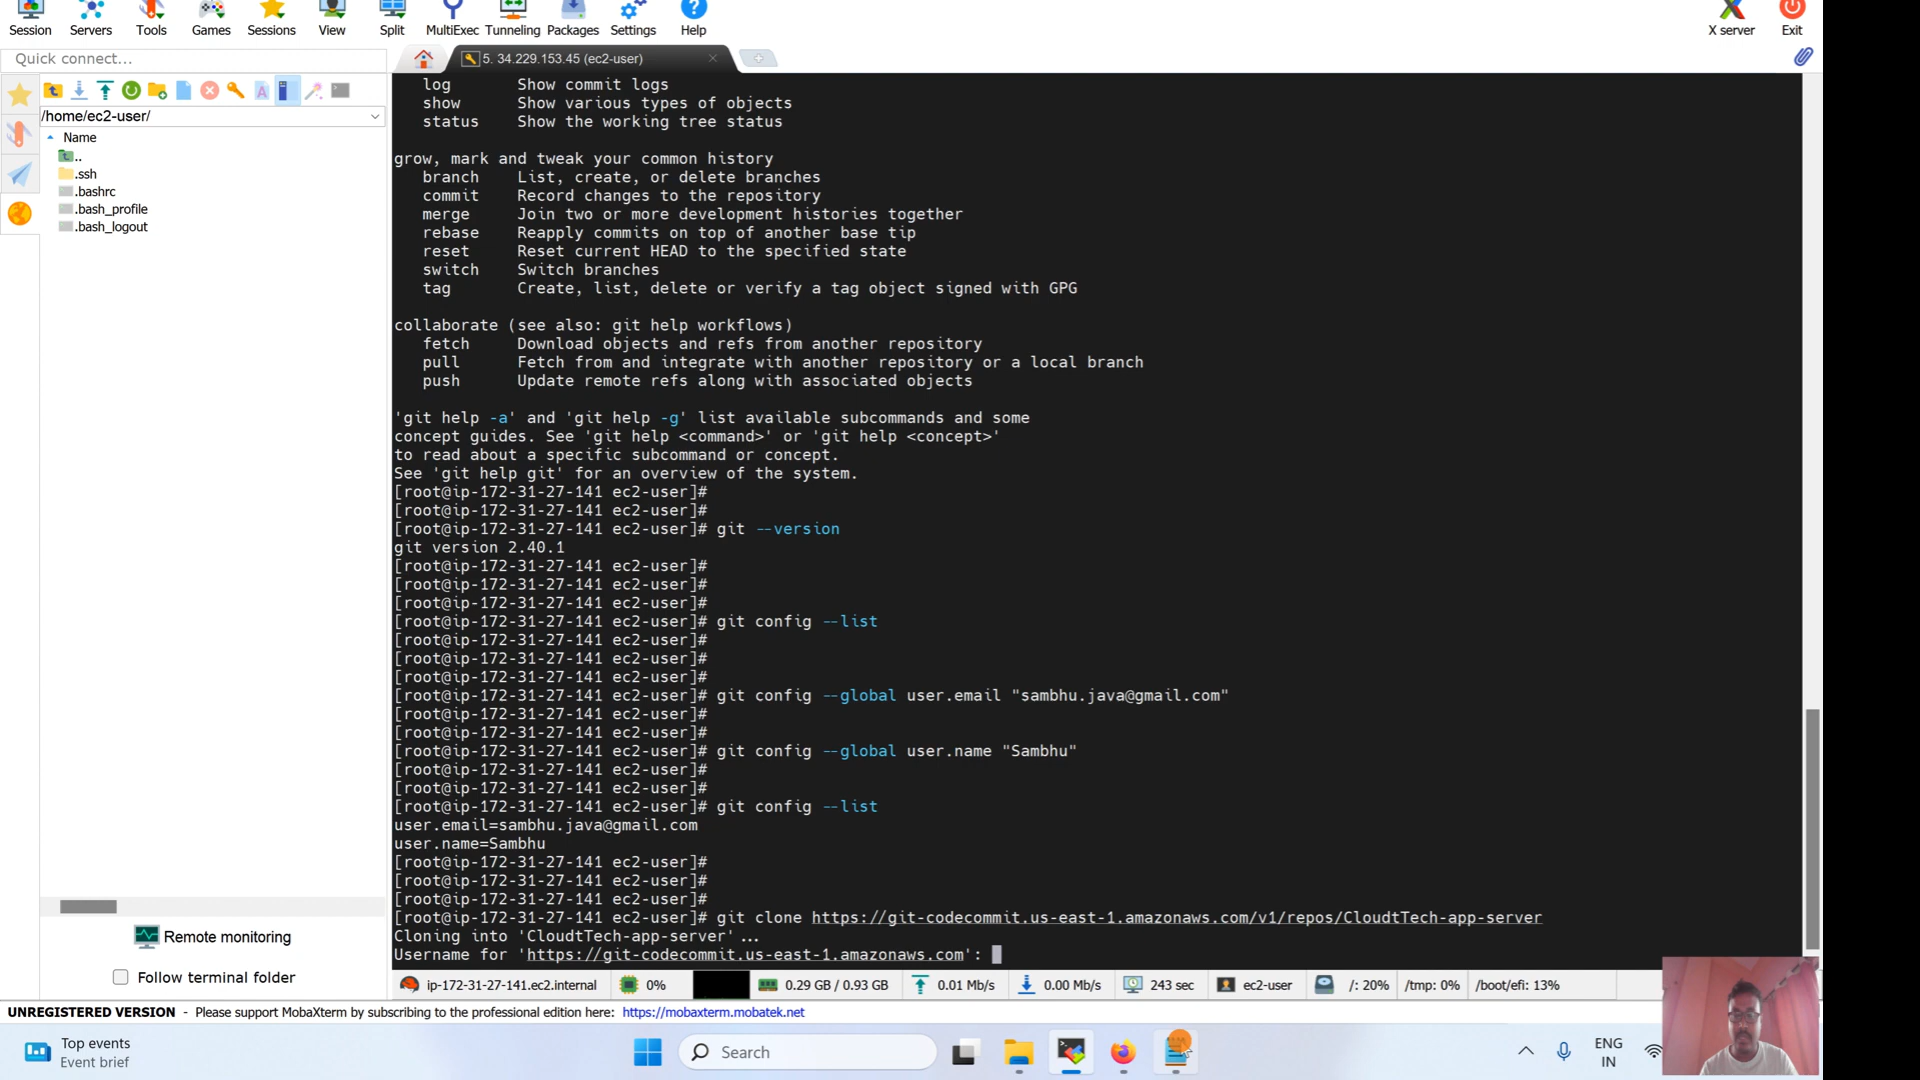 Session
Servers
Tools
Games
Sessions
View
Split
MultiExec
Tunneling
Packages
Settings
Help
X server
Exit
Quick connect...
5. 34.229.153.45 (ec2-user)
/home/ec2-user/
Name
..
.ssh
.bashrc
.bash_profile
.bash_logout
log Show commit logs
show Show various types of objects
status Show the working tree status
grow, mark and tweak your common history
branch List, create, or delete branches
commit Record changes to the repository
merge Join two or more development histories together
rebase Reapply commits on top of another base tip
reset Reset current HEAD to the specified state
switch Switch branches
tag Create, list, delete or verify a tag object signed with GPG
collaborate (see also: git help workflows)
fetch Download objects and refs from another repository
pull Fetch from and integrate with another repository or a local branch
push Update remote refs along with associated objects
'git help -a' and 'git help -g' list available subcommands and some
concept guides. See 'git help <command>' or 'git help <concept>'
to read about a specific subcommand or concept.
See 'git help git' for an overview of the system.
[root@ip-172-31-27-141 ec2-user]#
[root@ip-172-31-27-141 ec2-user]#
[root@ip-172-31-27-141 ec2-user]# git --version
git version 2.40.1
[root@ip-172-31-27-141 ec2-user]#
[root@ip-172-31-27-141 ec2-user]#
[root@ip-172-31-27-141 ec2-user]#
[root@ip-172-31-27-141 ec2-user]# git config --list
[root@ip-172-31-27-141 ec2-user]#
[root@ip-172-31-27-141 ec2-user]#
[root@ip-172-31-27-141 ec2-user]#
[root@ip-172-31-27-141 ec2-user]# git config --global user.email "sambhu.java@gmail.com"
[root@ip-172-31-27-141 ec2-user]#
[root@ip-172-31-27-141 ec2-user]#
[root@ip-172-31-27-141 ec2-user]# git config --global user.name "Sambhu"
[root@ip-172-31-27-141 ec2-user]#
[root@ip-172-31-27-141 ec2-user]#
[root@ip-172-31-27-141 ec2-user]# git config --list
user.email=sambhu.java@gmail.com
user.name=Sambhu
[root@ip-172-31-27-141 ec2-user]#
[root@ip-172-31-27-141 ec2-user]#
[root@ip-172-31-27-141 ec2-user]#
[root@ip-172-31-27-141 ec2-user]# git clone https://git-codecommit.us-east-1.amazonaws.com/v1/repos/CloudtTech-app-server
Cloning into 'CloudtTech-app-server'...
Username for 'https://git-codecommit.us-east-1.amazonaws.com':
Remote monitoring
Follow terminal folder
ip-172-31-27-141.ec2.internal
0%
0.29 GB / 0.93 GB
0.01 Mb/s
0.00 Mb/s
243 sec
ec2-user
/: 20%
/tmp: 0%
/boot/efi: 13%
UNREGISTERED VERSION - Please support MobaXterm by subscribing to the professional edition here: https://mobaxterm.mobatek.net
Top events
Event brief
Search
ENG
IN